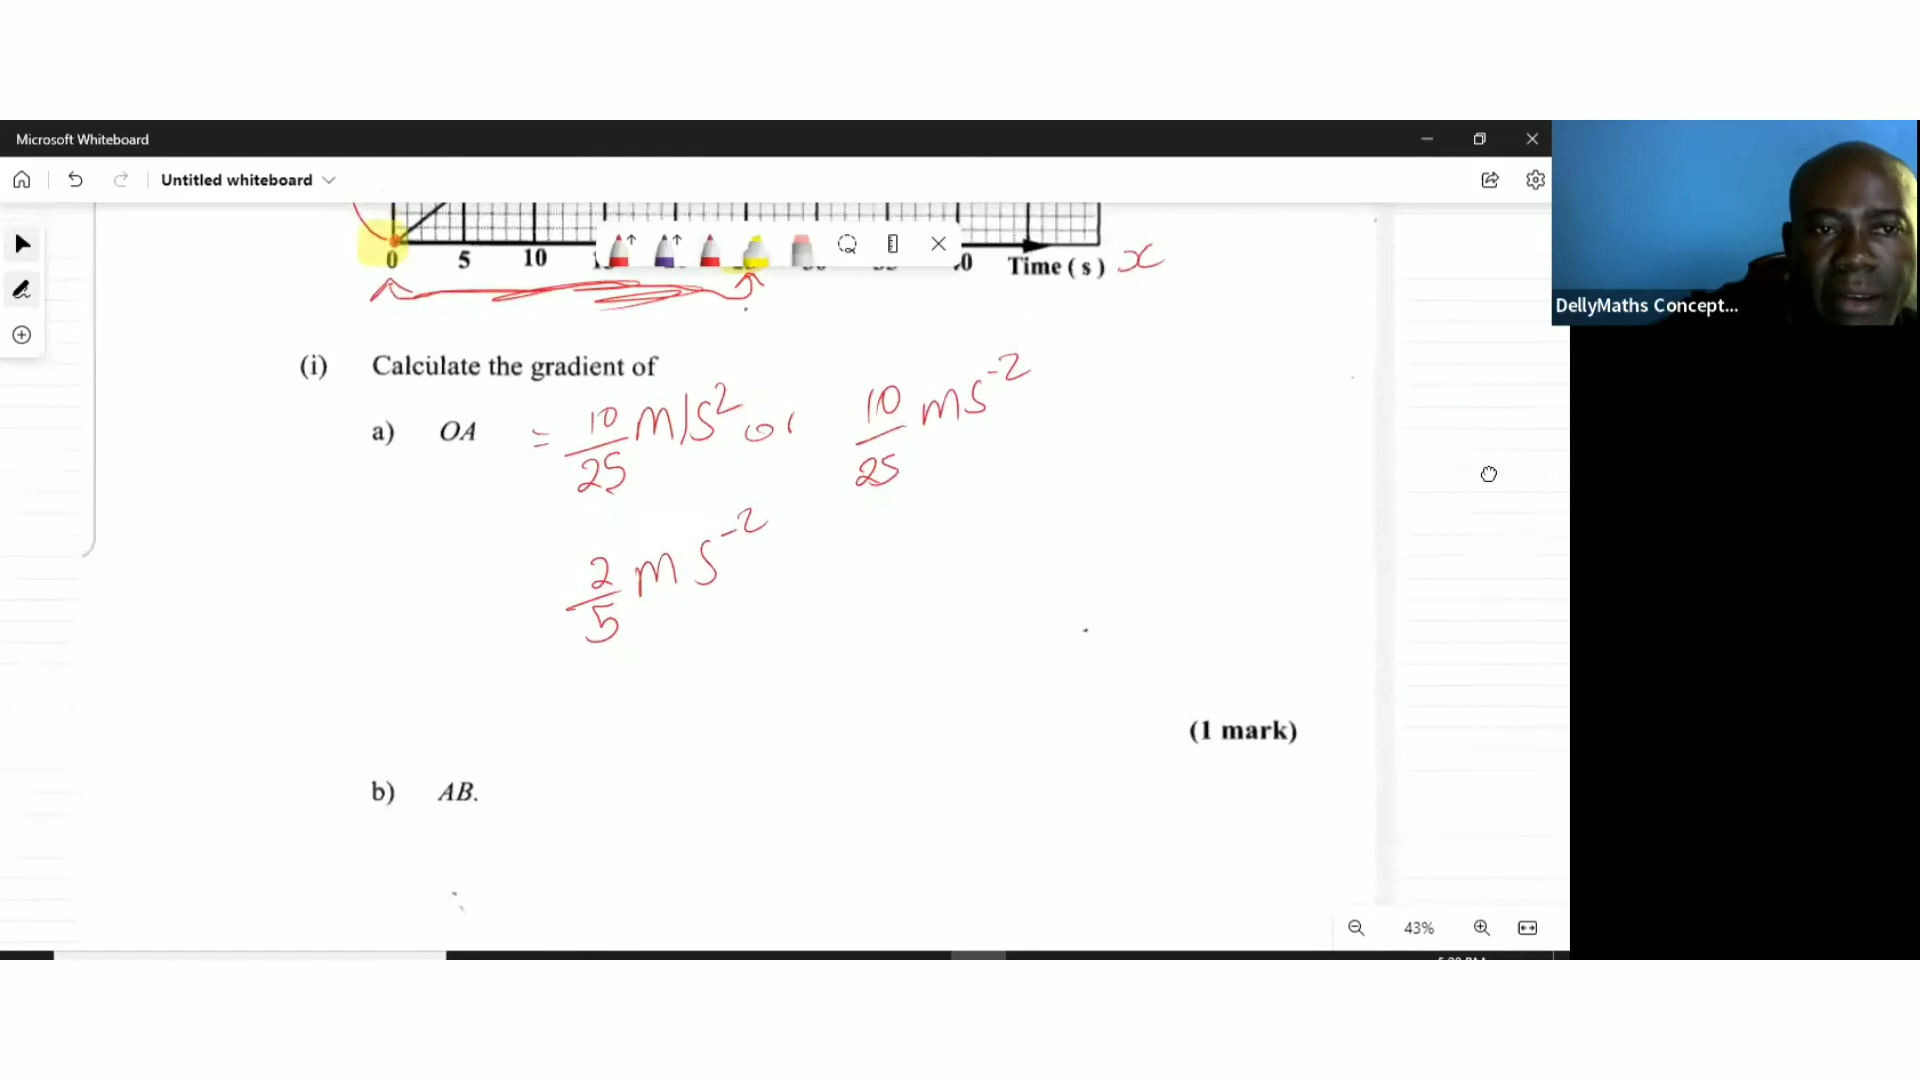 Microsoft Whiteboard
Untitled whiteboard
0 5 10 Time ( s ) x
DellyMaths Concept...
(i) Calculate the gradient of
a) OA = 10/25 m/s² or 10/25 ms⁻²
2/5 ms⁻²
(1 mark)
b) AB.
43%